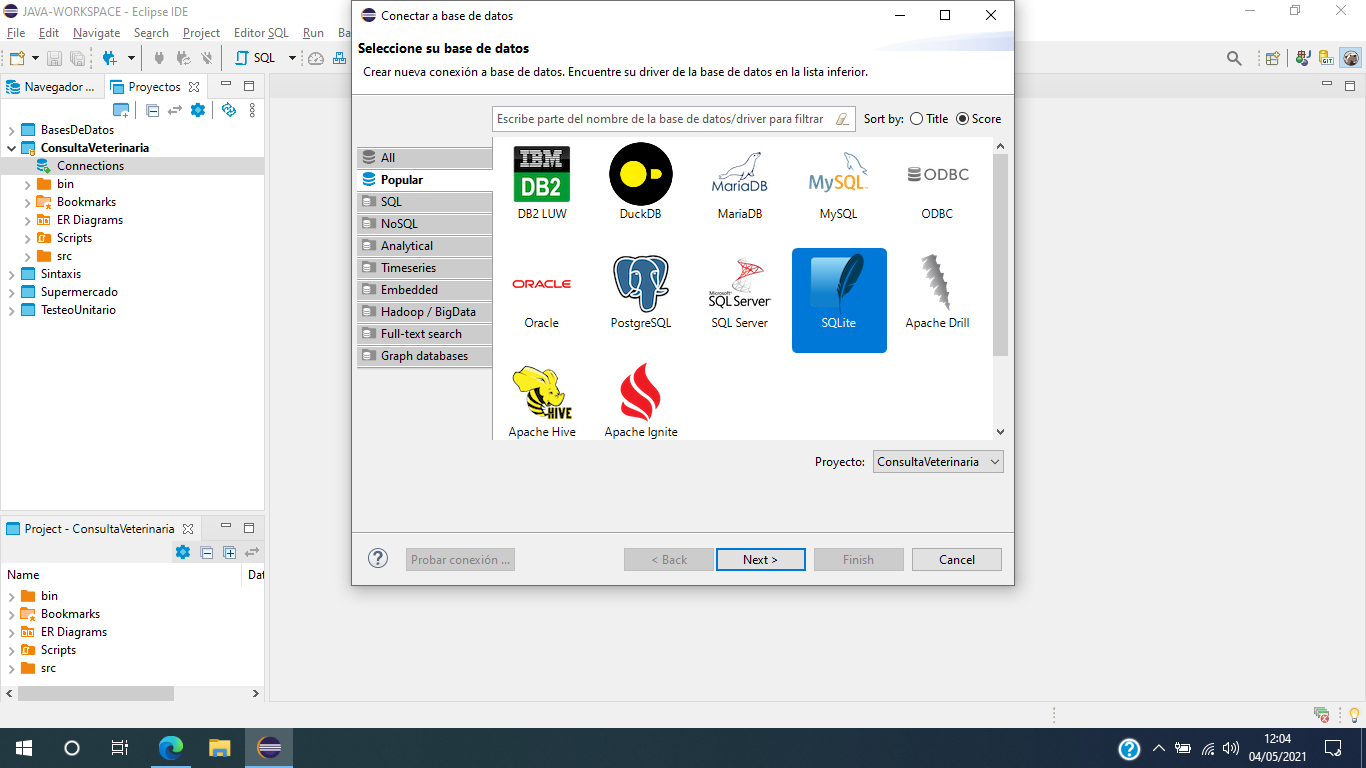 JAVA-WORKSPACE - Eclipse IDE
File Edit Navigate Search Project Editor SQL Run Ba
SQL
Navegador ...
Proyectos
BasesDeDatos
ConsultaVeterinaria
Connections
bin
Bookmarks
ER Diagrams
Scripts
src
Sintaxis
Supermercado
TesteoUnitario
Project - ConsultaVeterinaria
Name Dat
bin
Bookmarks
ER Diagrams
Scripts
src
Conectar a base de datos
Seleccione su base de datos
Crear nueva conexión a base de datos. Encuentre su driver de la base de datos en la lista inferior.
Escribe parte del nombre de la base de datos/driver para filtrar
Sort by: Title Score
All
Popular
SQL
NoSQL
Analytical
Timeseries
Embedded
Hadoop / BigData
Full-text search
Graph databases
IBM
DB2
MariaDB
MySQL
ODBC
DB2 LUW
DuckDB
MariaDB
MySQL
ODBC
ORACLE
Microsoft
SQL Server
Oracle
PostgreSQL
SQL Server
SQLite
Apache Drill
HIVE
Apache Hive
Apache Ignite
Proyecto: ConsultaVeterinaria
?
Probar conexión ...
< Back
Next >
Finish
Cancel
GIT
?
12:04
04/05/2021